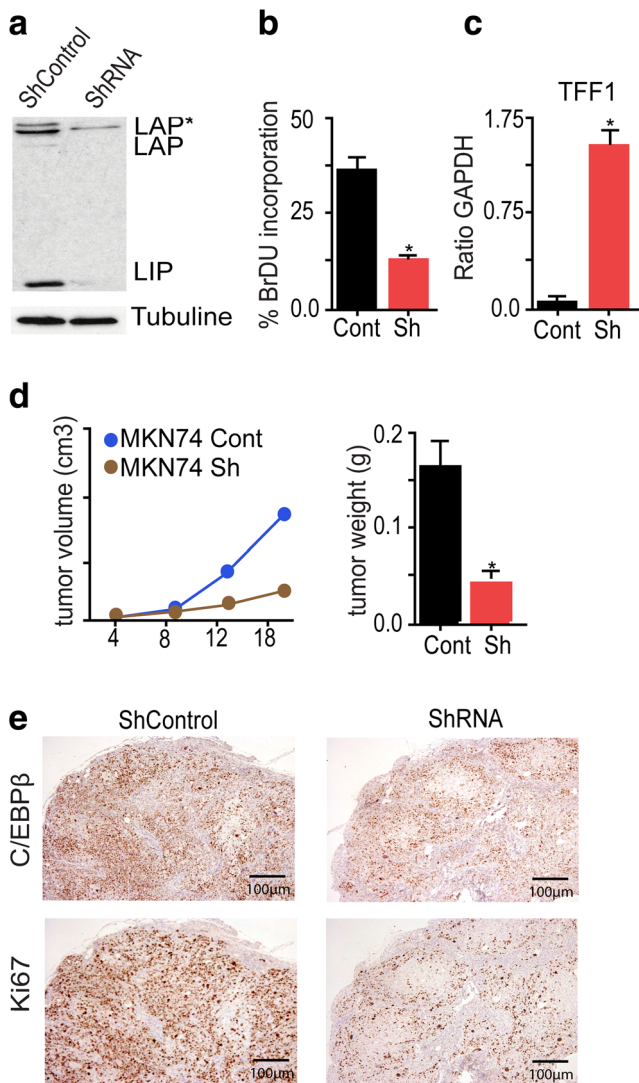 a
ShControl
ShRNA
LAP*
LAP
LIP
Tubuline
b
% BrDU incorporation
50
25
0.0
Cont Sh
*
c
TFF1
Ratio GAPDH
1.75
0.75
0.0
Cont Sh
*
d
tumor volume (cm3)
MKN74 Cont
MKN74 Sh
4 8 12 18
tumor weight (g)
0.2
0.1
0.0
Cont Sh
*
e
ShControl
ShRNA
C/EBPβ
100µm
100µm
Ki67
100µm
100µm